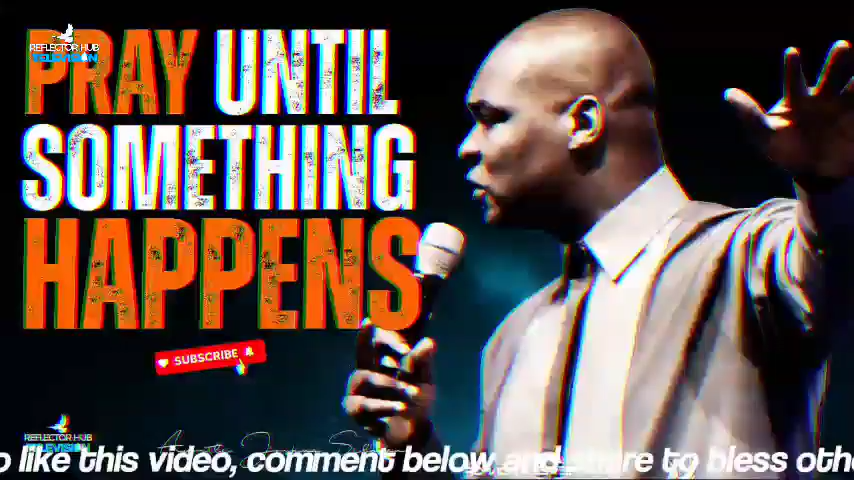 REFLECTOR HUB
TELEVISION
PRAY UNTIL
SOMETHING
HAPPENS
SUBSCRIBE
REFLECTOR HUB
TELEVISION
o like this video, comment below and share to bless othe